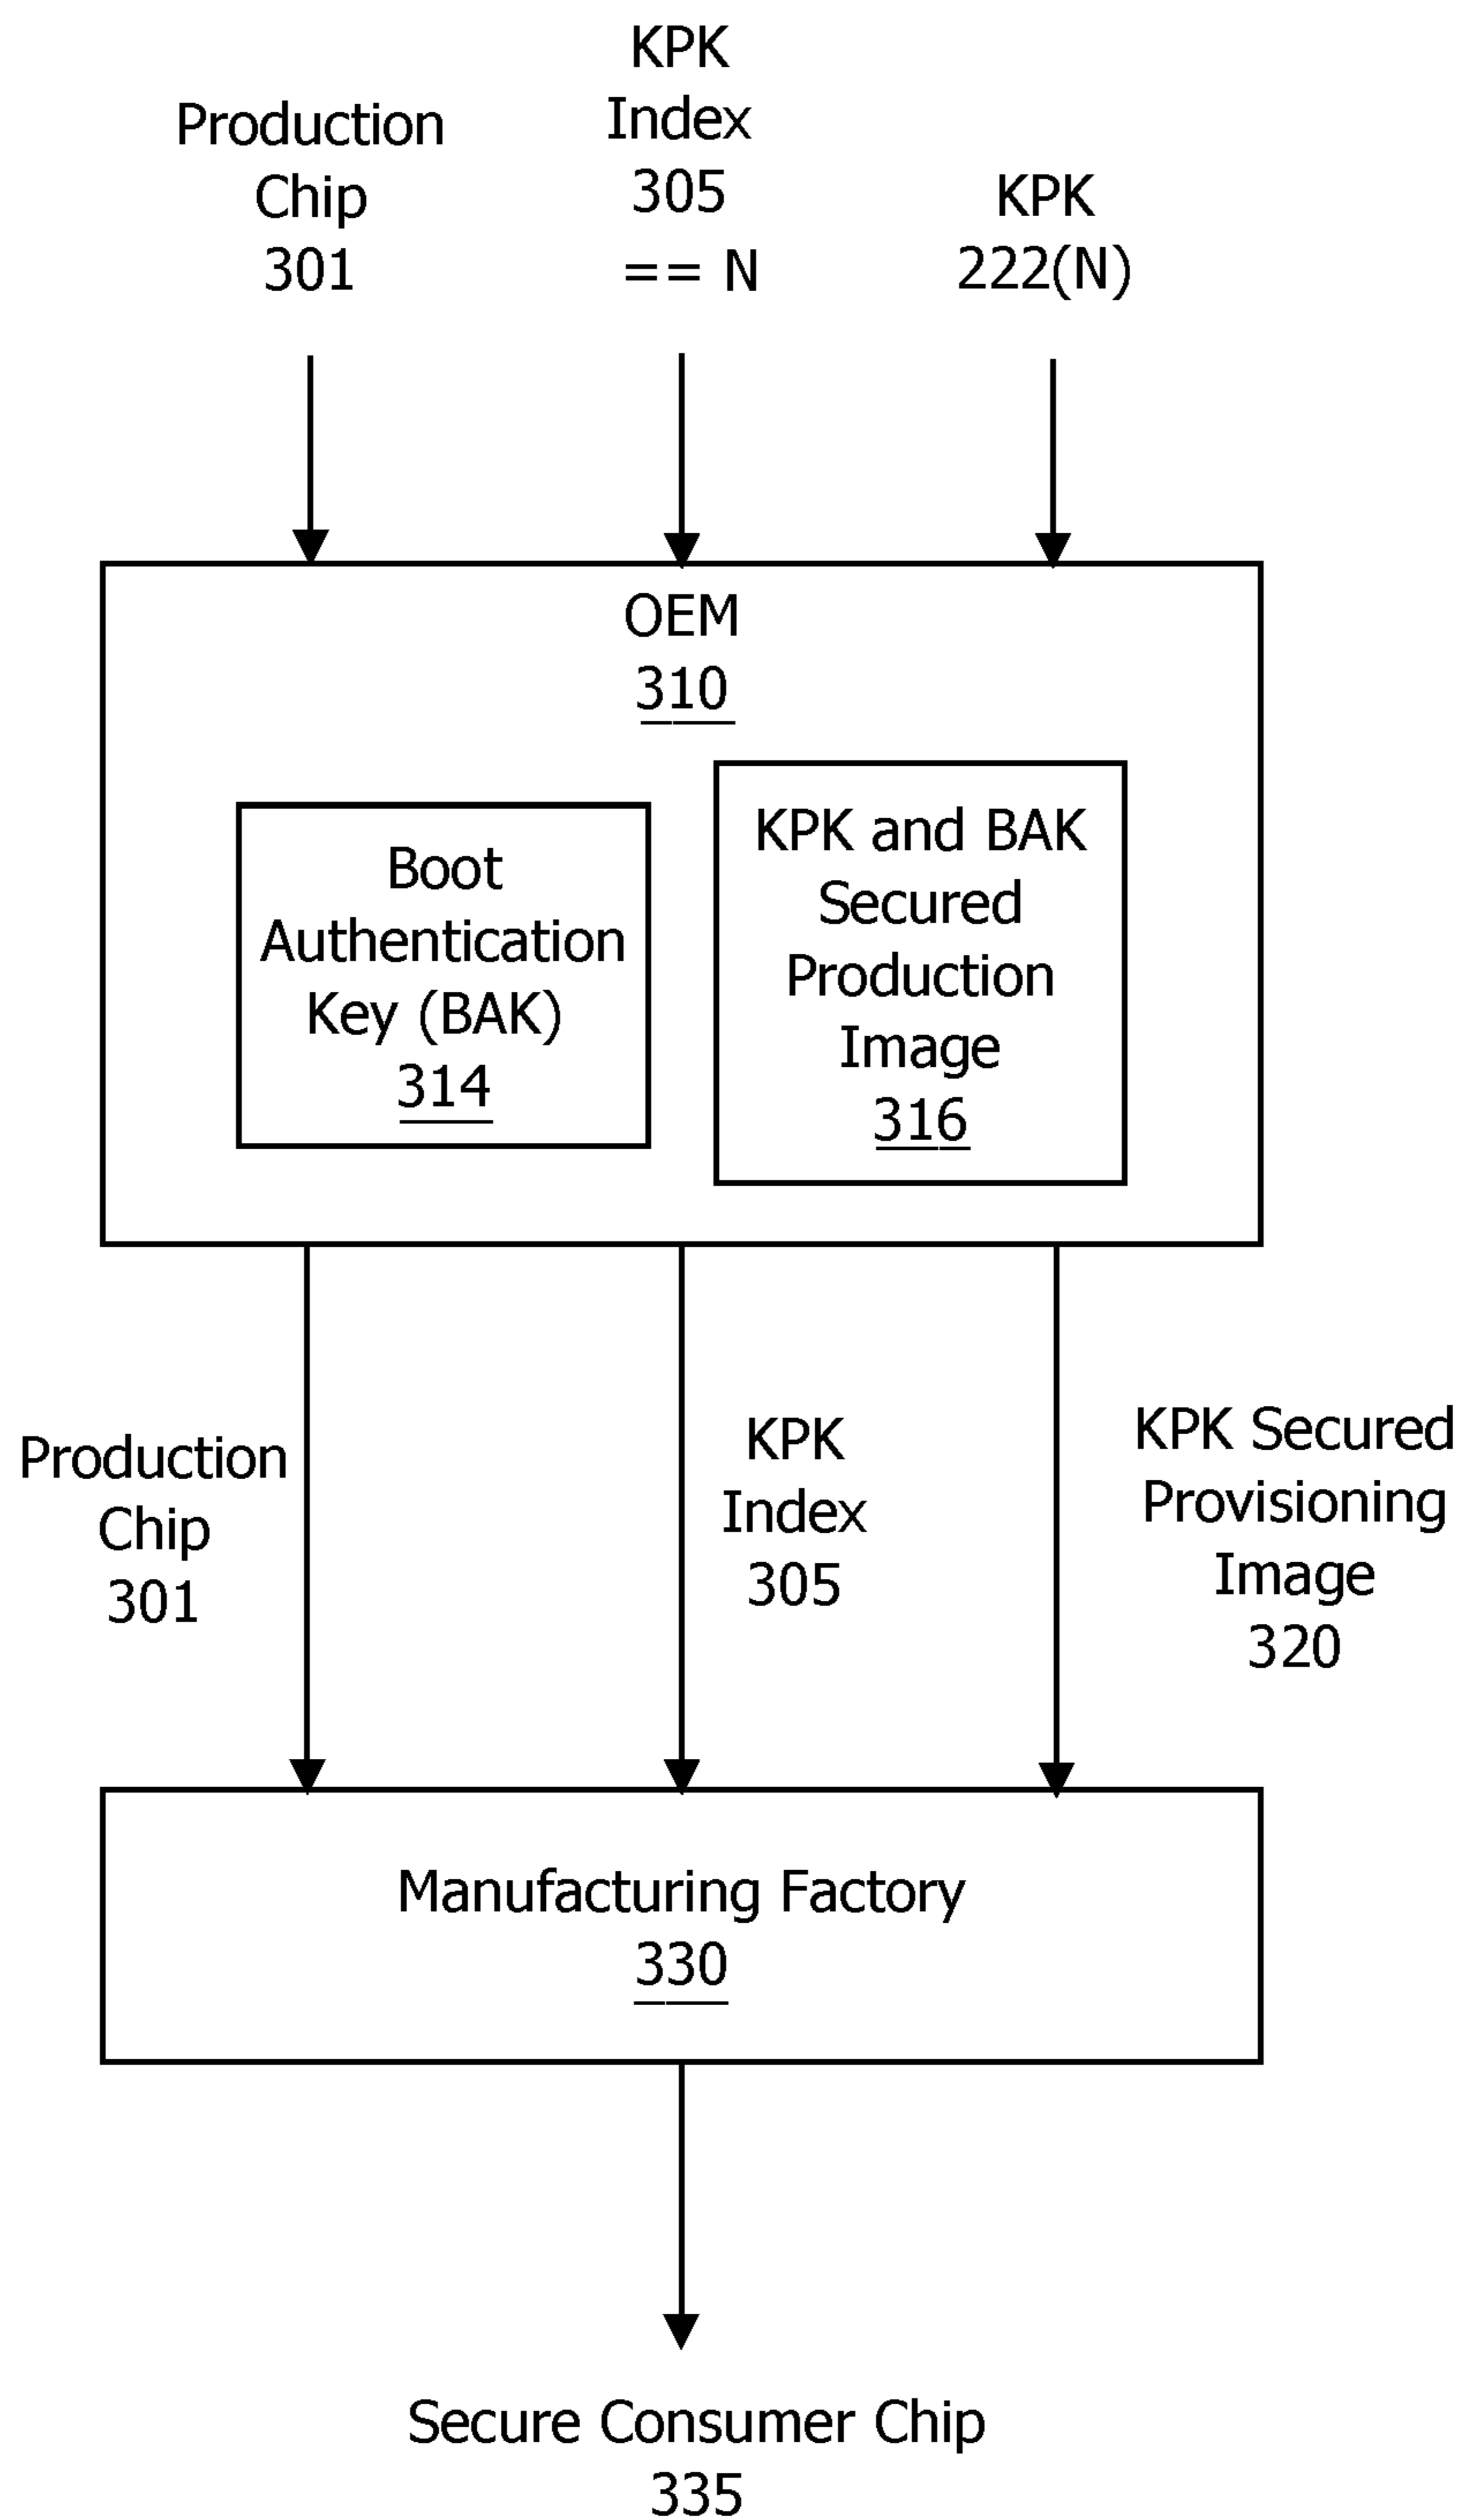 Production
Chip
301
KPK
Index
305
== N
KPK
222(N)
OEM
310
Boot
Authentication
Key (BAK)
314
KPK and BAK
Secured
Production
Image
316
Production
Chip
301
KPK
Index
305
KPK Secured
Provisioning
Image
320
Manufacturing Factory
330
Secure Consumer Chip
335